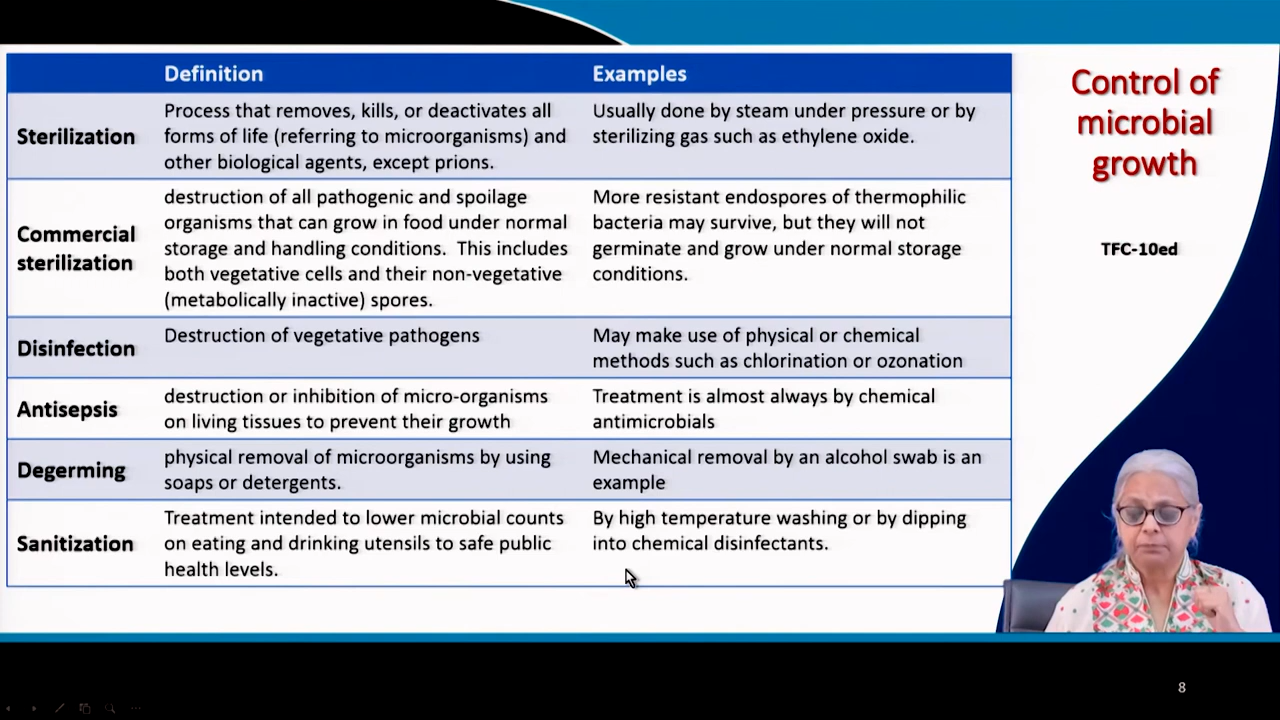 Definition
Examples
Sterilization
Process that removes, kills, or deactivates all
forms of life (referring to microorganisms) and
other biological agents, except prions.
Usually done by steam under pressure or by
sterilizing gas such as ethylene oxide.
Commercial
sterilization
destruction of all pathogenic and spoilage
organisms that can grow in food under normal
storage and handling conditions. This includes
both vegetative cells and their non-vegetative
(metabolically inactive) spores.
More resistant endospores of thermophilic
bacteria may survive, but they will not
germinate and grow under normal storage
conditions.
Disinfection
Destruction of vegetative pathogens
May make use of physical or chemical
methods such as chlorination or ozonation
Antisepsis
destruction or inhibition of micro-organisms
on living tissues to prevent their growth
Treatment is almost always by chemical
antimicrobials
Degerming
physical removal of microorganisms by using
soaps or detergents.
Mechanical removal by an alcohol swab is an
example
Sanitization
Treatment intended to lower microbial counts
on eating and drinking utensils to safe public
health levels.
By high temperature washing or by dipping
into chemical disinfectants.
Control of
microbial
growth
TFC-10ed
8